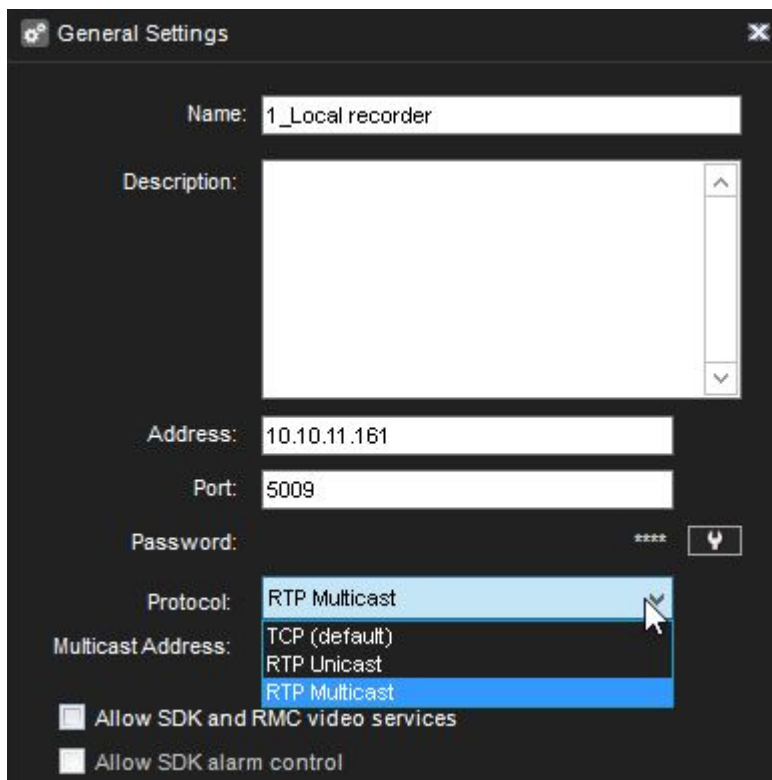 General Settings
Name: 1_Local recorder
Description:
Address: 10.10.11.161
Port: 5009
Password: ****
Protocol: RTP Multicast
TCP (default)
Multicast Address:
RTP Unicast
RTP Multicast
Allow SDK and RMC video services
Allow SDK alarm control